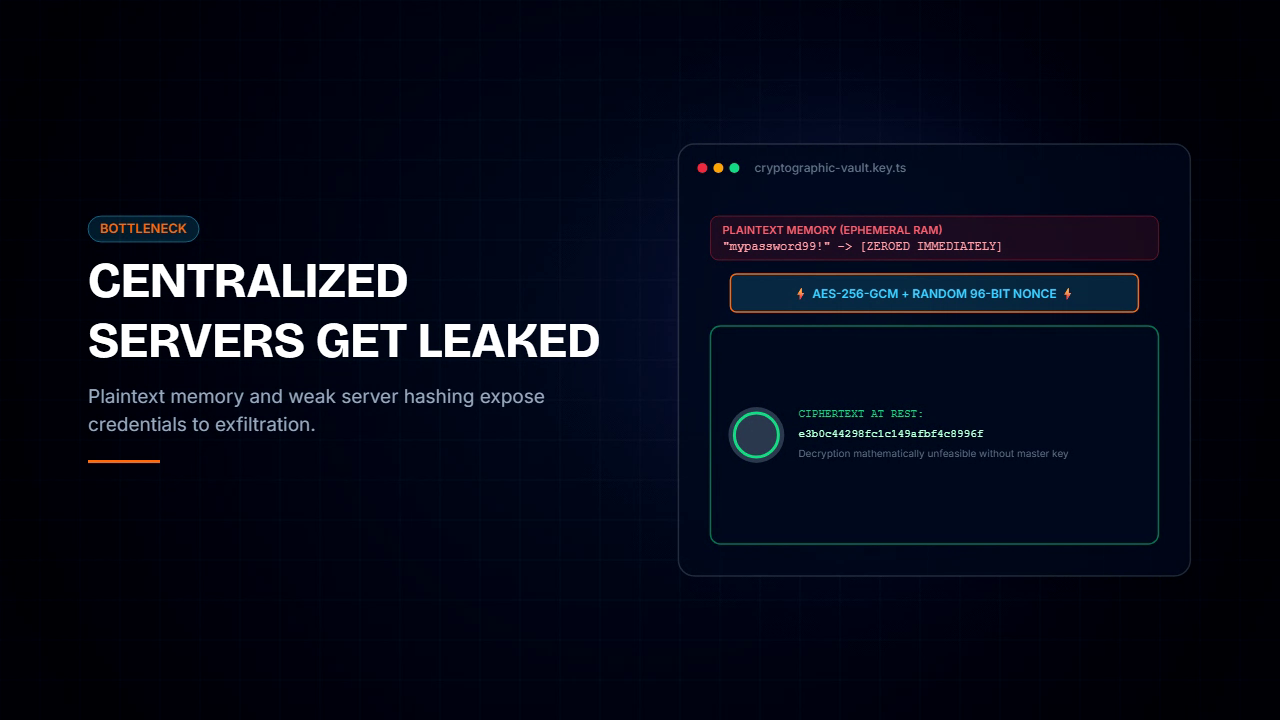 BOTTLENECK
CENTRALIZED
SERVERS GET LEAKED
Plaintext memory and weak server hashing expose
credentials to exfiltration.
cryptographic-vault.key.ts
PLAINTEXT MEMORY (EPHEMERAL RAM)
"mypassword99!" -> [ZEROED IMMEDIATELY]
⚡ AES-256-GCM + RANDOM 96-BIT NONCE ⚡
CIPHERTEXT AT REST:
e3b0c44298fc1c149afbf4c8996f
Decryption mathematically unfeasible without master key